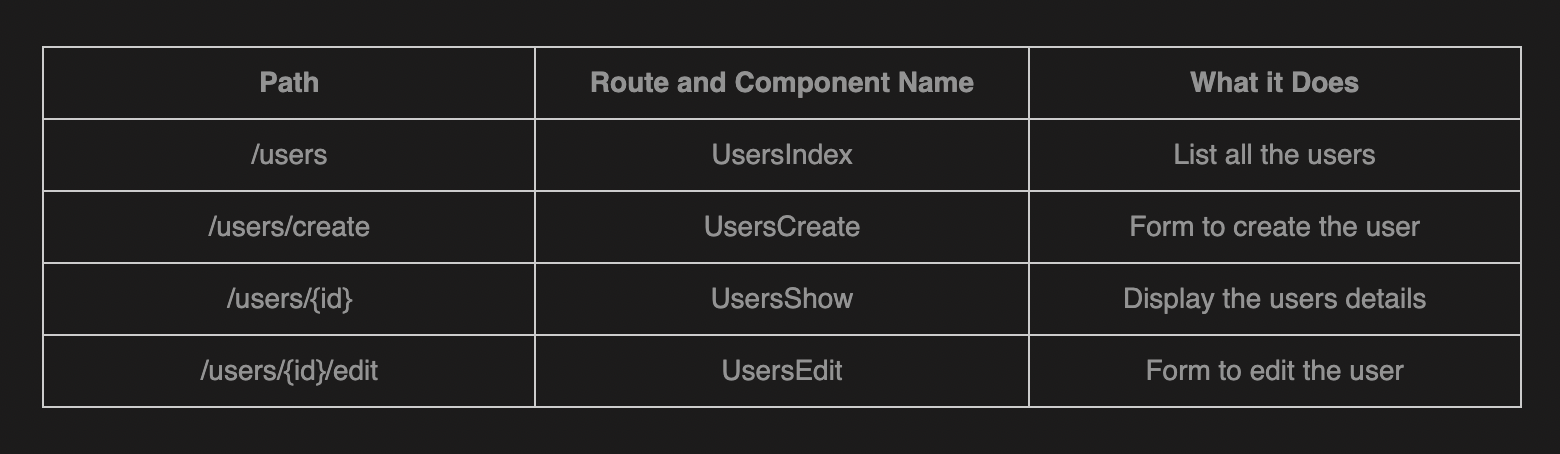 Path Route and Component Name What it Does
/users UsersIndex List all the users
/users/create UsersCreate Form to create the user
/users/{id} UsersShow Display the users details
/users/{id}/edit UsersEdit Form to edit the user